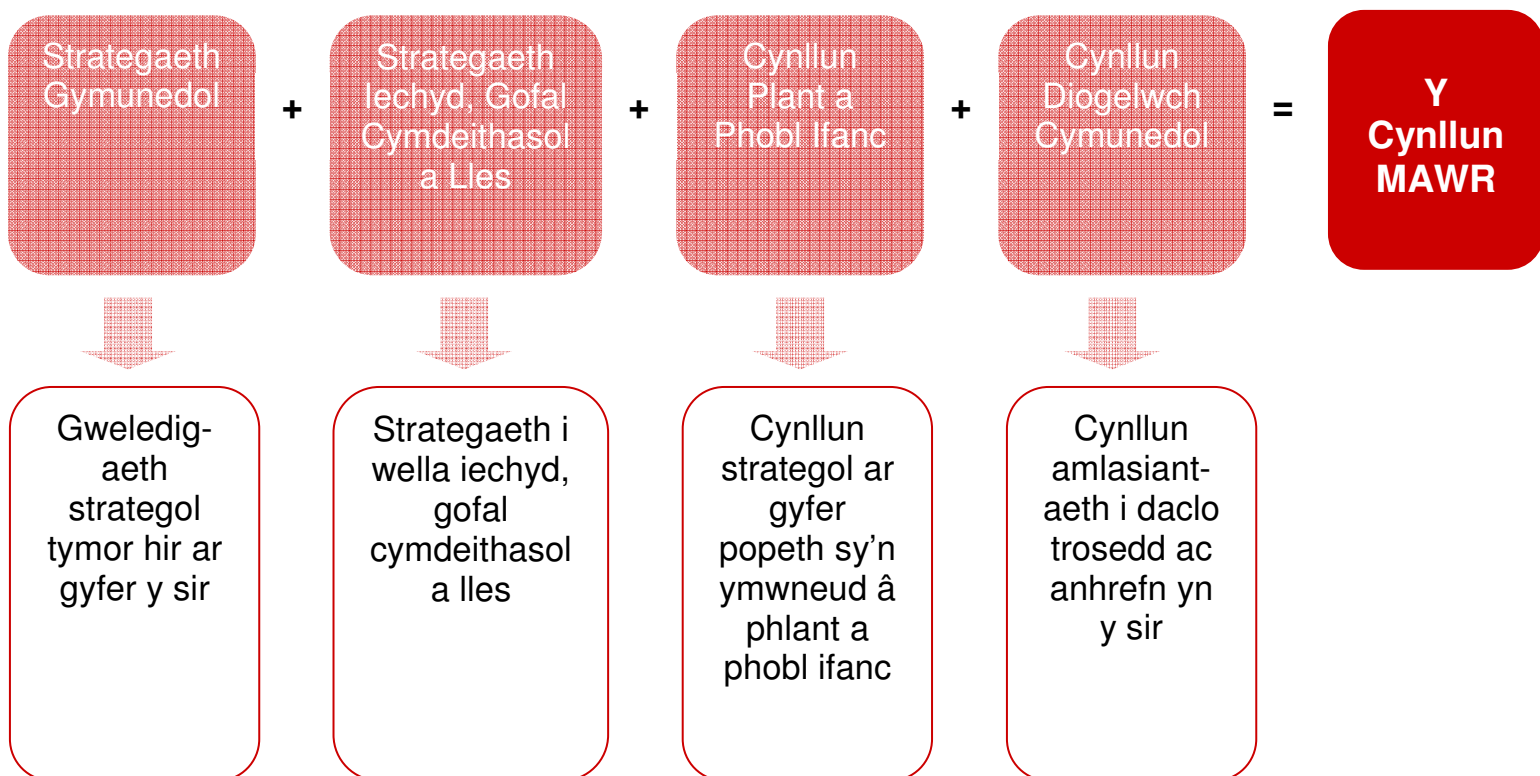 Strategaeth
Gymunedol
+
Strategaeth
Iechyd, Gofal
Cymdeithasol
a Lles
+
Cynllun
Plant a
Phobl Ifanc
+
Cynllun
Diogelwch
Cymunedol
=
Y
Cynllun
MAWR
Gweledig-
aeth
strategol
tymor hir ar
gyfer y sir
Strategaeth i
wella iechyd,
gofal
cymdeithasol
a lles
Cynllun
strategol ar
gyfer
popeth sy’n
ymwneud â
phlant a
phobl ifanc
Cynllun
amlasiant-
aeth i daclo
trosedd ac
anhrefn yn
y sir